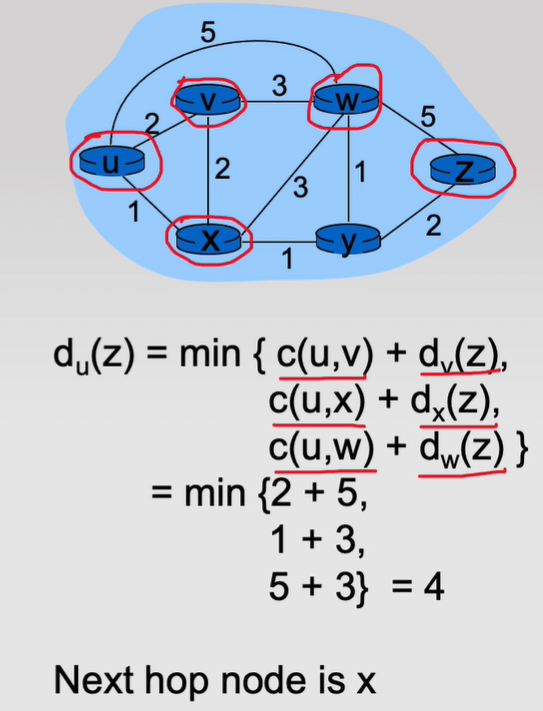 5
3
v
w
5
2
u
2
3
1
z
1
x
y
2
1
d_u(z) = min { c(u,v) + d_v(z),
c(u,x) + d_x(z),
c(u,w) + d_w(z) }
= min {2 + 5,
1 + 3,
5 + 3} = 4
Next hop node is x